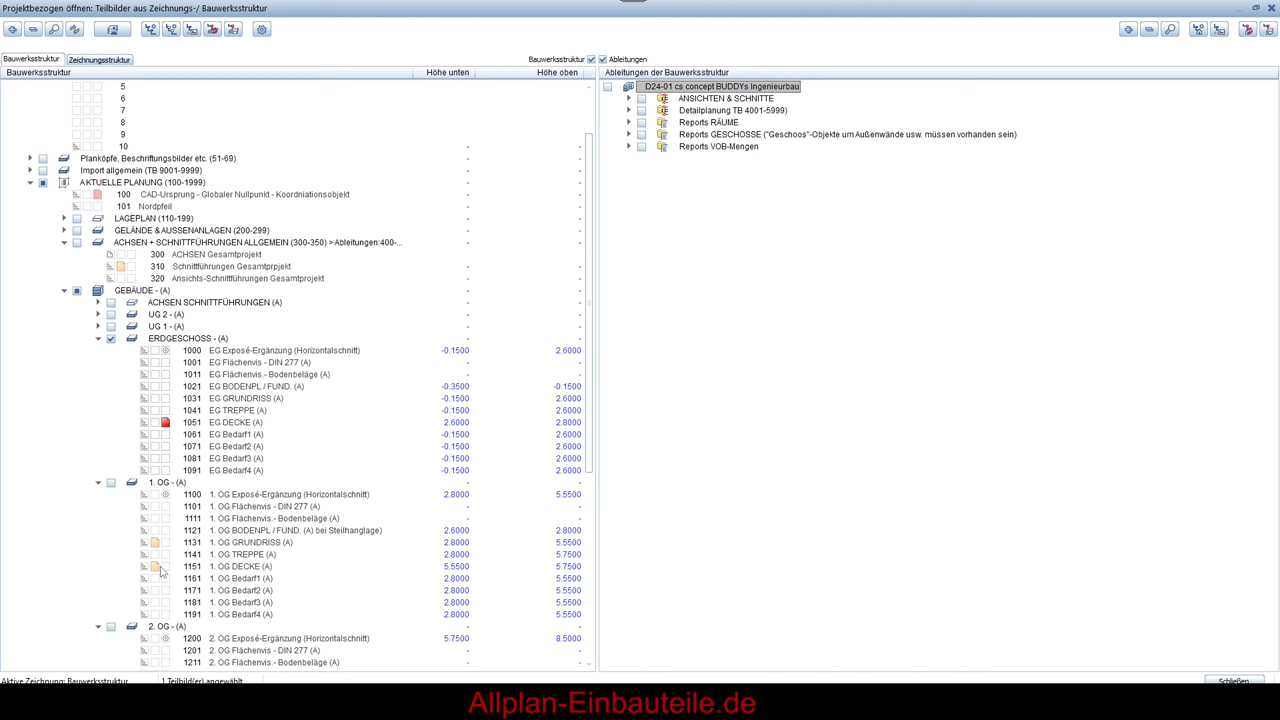 Projektbezogen öffnen: Teilbilder aus Zeichnungs-/ Bauwerksstruktur
Bauwerksstruktur Zeichnungsstruktur Bauwerksstruktur Ableitungen
Bauwerksstruktur Höhe unten Höhe oben Ableitungen der Bauwerksstruktur
5 D24-01 cs concept BUDDYs Ingenieurbau
6 ANSICHTEN & SCHNITTE
7 Detailplanung TB 4001-5999)
8 Reports RÄUME
9 Reports GESCHOSSE ("Geschoos"-Objekte um Außenwände usw. müssen vorhanden sein)
10 - - Reports VOB-Mengen
Planköpfe, Beschriftungsbilder etc. (51-69) - -
Import allgemein (TB 9001-9999) - -
AKTUELLE PLANUNG (100-1999) - -
100 CAD-Ursprung - Globaler Nullpunkt - Koordniationsobjekt - -
101 Nordpfeil - -
LAGEPLAN (110-199) - -
GELÄNDE & AUSSENANLAGEN (200-299) - -
ACHSEN + SCHNITTFÜHRUNGEN ALLGEMEIN (300-350) > Ableitungen:400-... - -
300 ACHSEN Gesamtprojekt - -
310 Schnittführungen Gesamtprpjekt - -
320 Ansichts-Schnittführungen Gesamtprojekt - -
GEBÄUDE - (A) - -
ACHSEN SCHNITTFÜHRUNGEN (A) - -
UG 2 - (A) - -
UG 1 - (A) - -
ERDGESCHOSS - (A) - -
1000 EG Exposé-Ergänzung (Horizontalschnitt) -0.1500 2.6000
1001 EG Flächenvis - DIN 277 (A) - -
1011 EG Flächenvis.- Bodenbeläge (A) - -
1021 EG BODENPL / FUND. (A) -0.3500 -0.1500
1031 EG GRUNDRISS (A) -0.1500 2.6000
1041 EG TREPPE (A) -0.1500 2.6000
1051 EG DECKE (A) 2.6000 2.8000
1061 EG Bedarf1 (A) -0.1500 2.6000
1071 EG Bedarf2 (A) -0.1500 2.6000
1081 EG Bedarf3 (A) -0.1500 2.6000
1091 EG Bedarf4 (A) -0.1500 2.6000
1. OG - (A) - -
1100 1. OG Exposé-Ergänzung (Horizontalschnitt) 2.8000 5.5500
1101 1. OG Flächenvis - DIN 277 (A) - -
1111 1. OG Flächenvis.- Bodenbeläge (A) - -
1121 1. OG BODENPL / FUND. (A) bei Steilhanglage) 2.6000 2.8000
1131 1. OG GRUNDRISS (A) 2.8000 5.5500
1141 1. OG TREPPE (A) 2.8000 5.7500
1151 1. OG DECKE (A) 5.5500 5.7500
1161 1. OG Bedarf1 (A) 2.8000 5.5500
1171 1. OG Bedarf2 (A) 2.8000 5.5500
1181 1. OG Bedarf3 (A) 2.8000 5.5500
1191 1. OG Bedarf4 (A) 2.8000 5.5500
2. OG - (A) - -
1200 2. OG Exposé-Ergänzung (Horizontalschnitt) 5.7500 8.5000
1201 2. OG Flächenvis - DIN 277 (A) - -
1211 2. OG Flächenvis.- Bodenbeläge (A) - -
Aktive Zeichnung: Bauwerksstruktur 1 Teilbild(er) angewählt Schließen
Allplan-Einbauteile.de